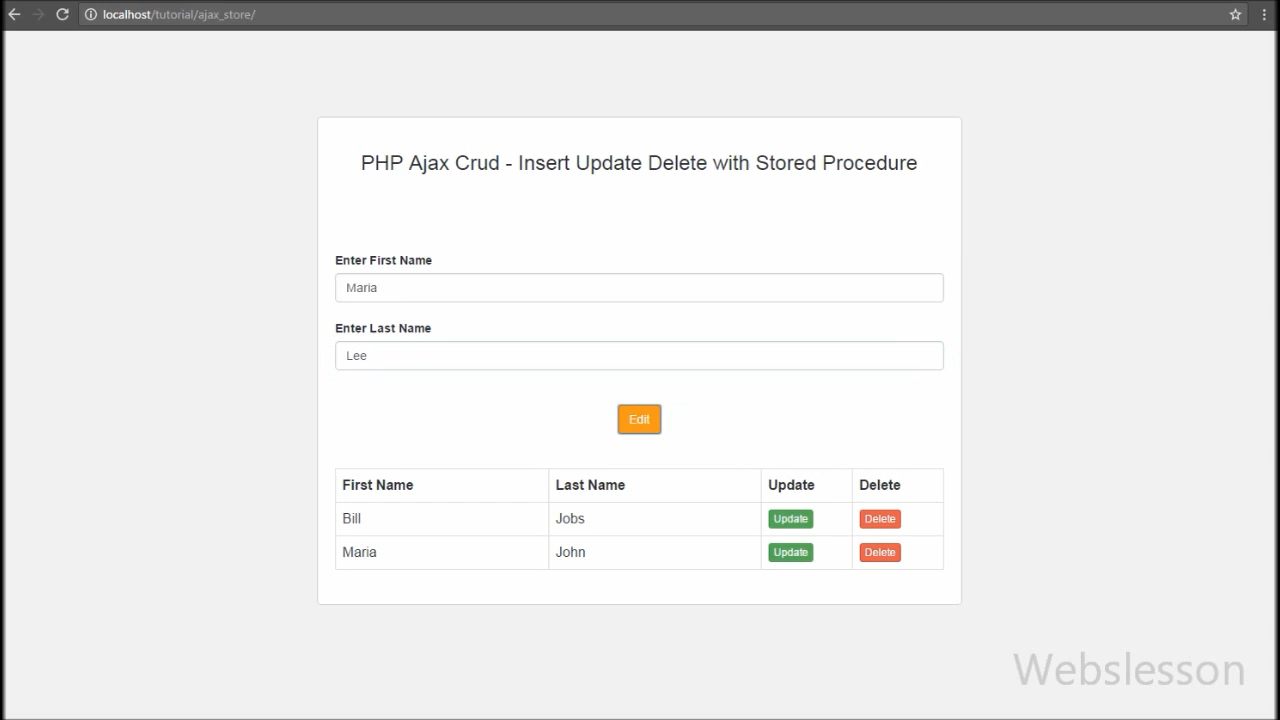 localhost/tutorial/ajax_store/
PHP Ajax Crud - Insert Update Delete with Stored Procedure
Enter First Name
Maria
Enter Last Name
Lee
Edit
First Name Last Name Update Delete
Bill Jobs Update Delete
Maria John Update Delete
Webslesson